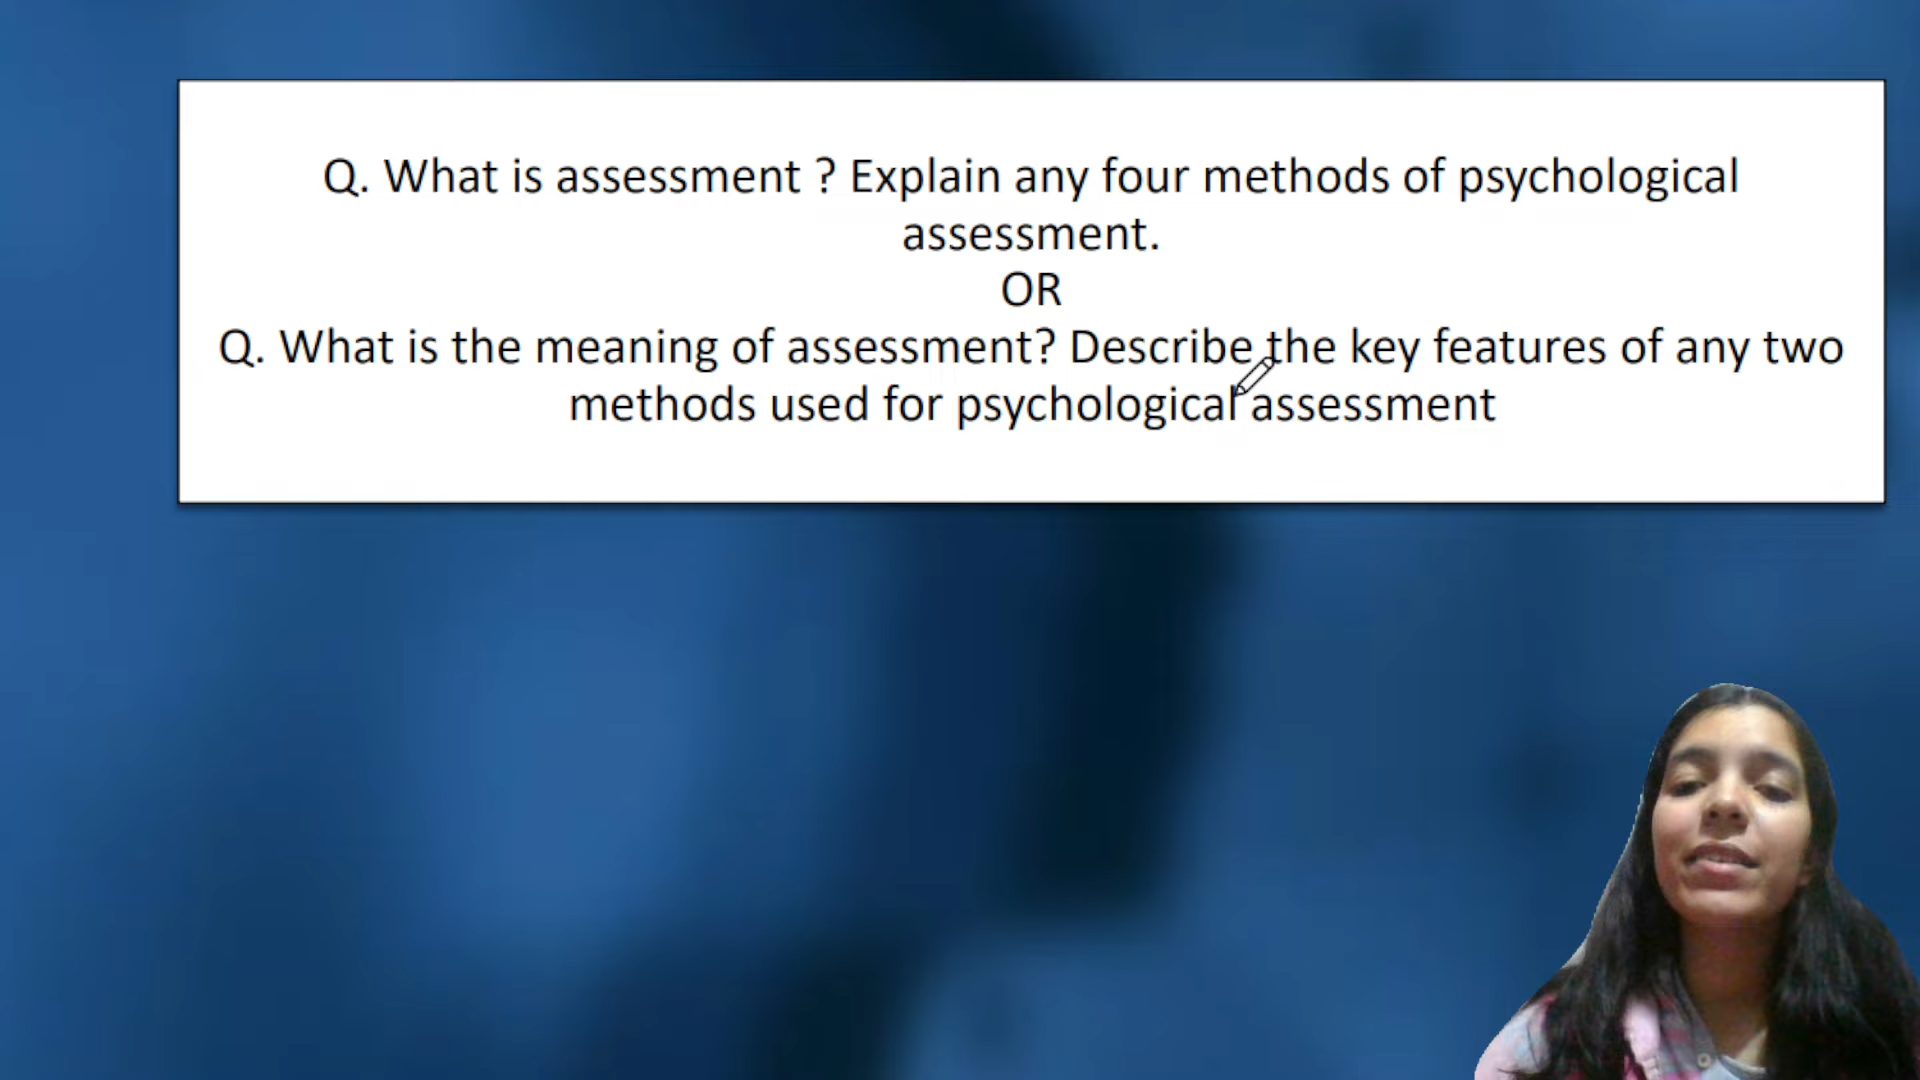 Q. What is assessment ? Explain any four methods of psychological
assessment.
OR
Q. What is the meaning of assessment? Describe the key features of any two
methods used for psychological assessment